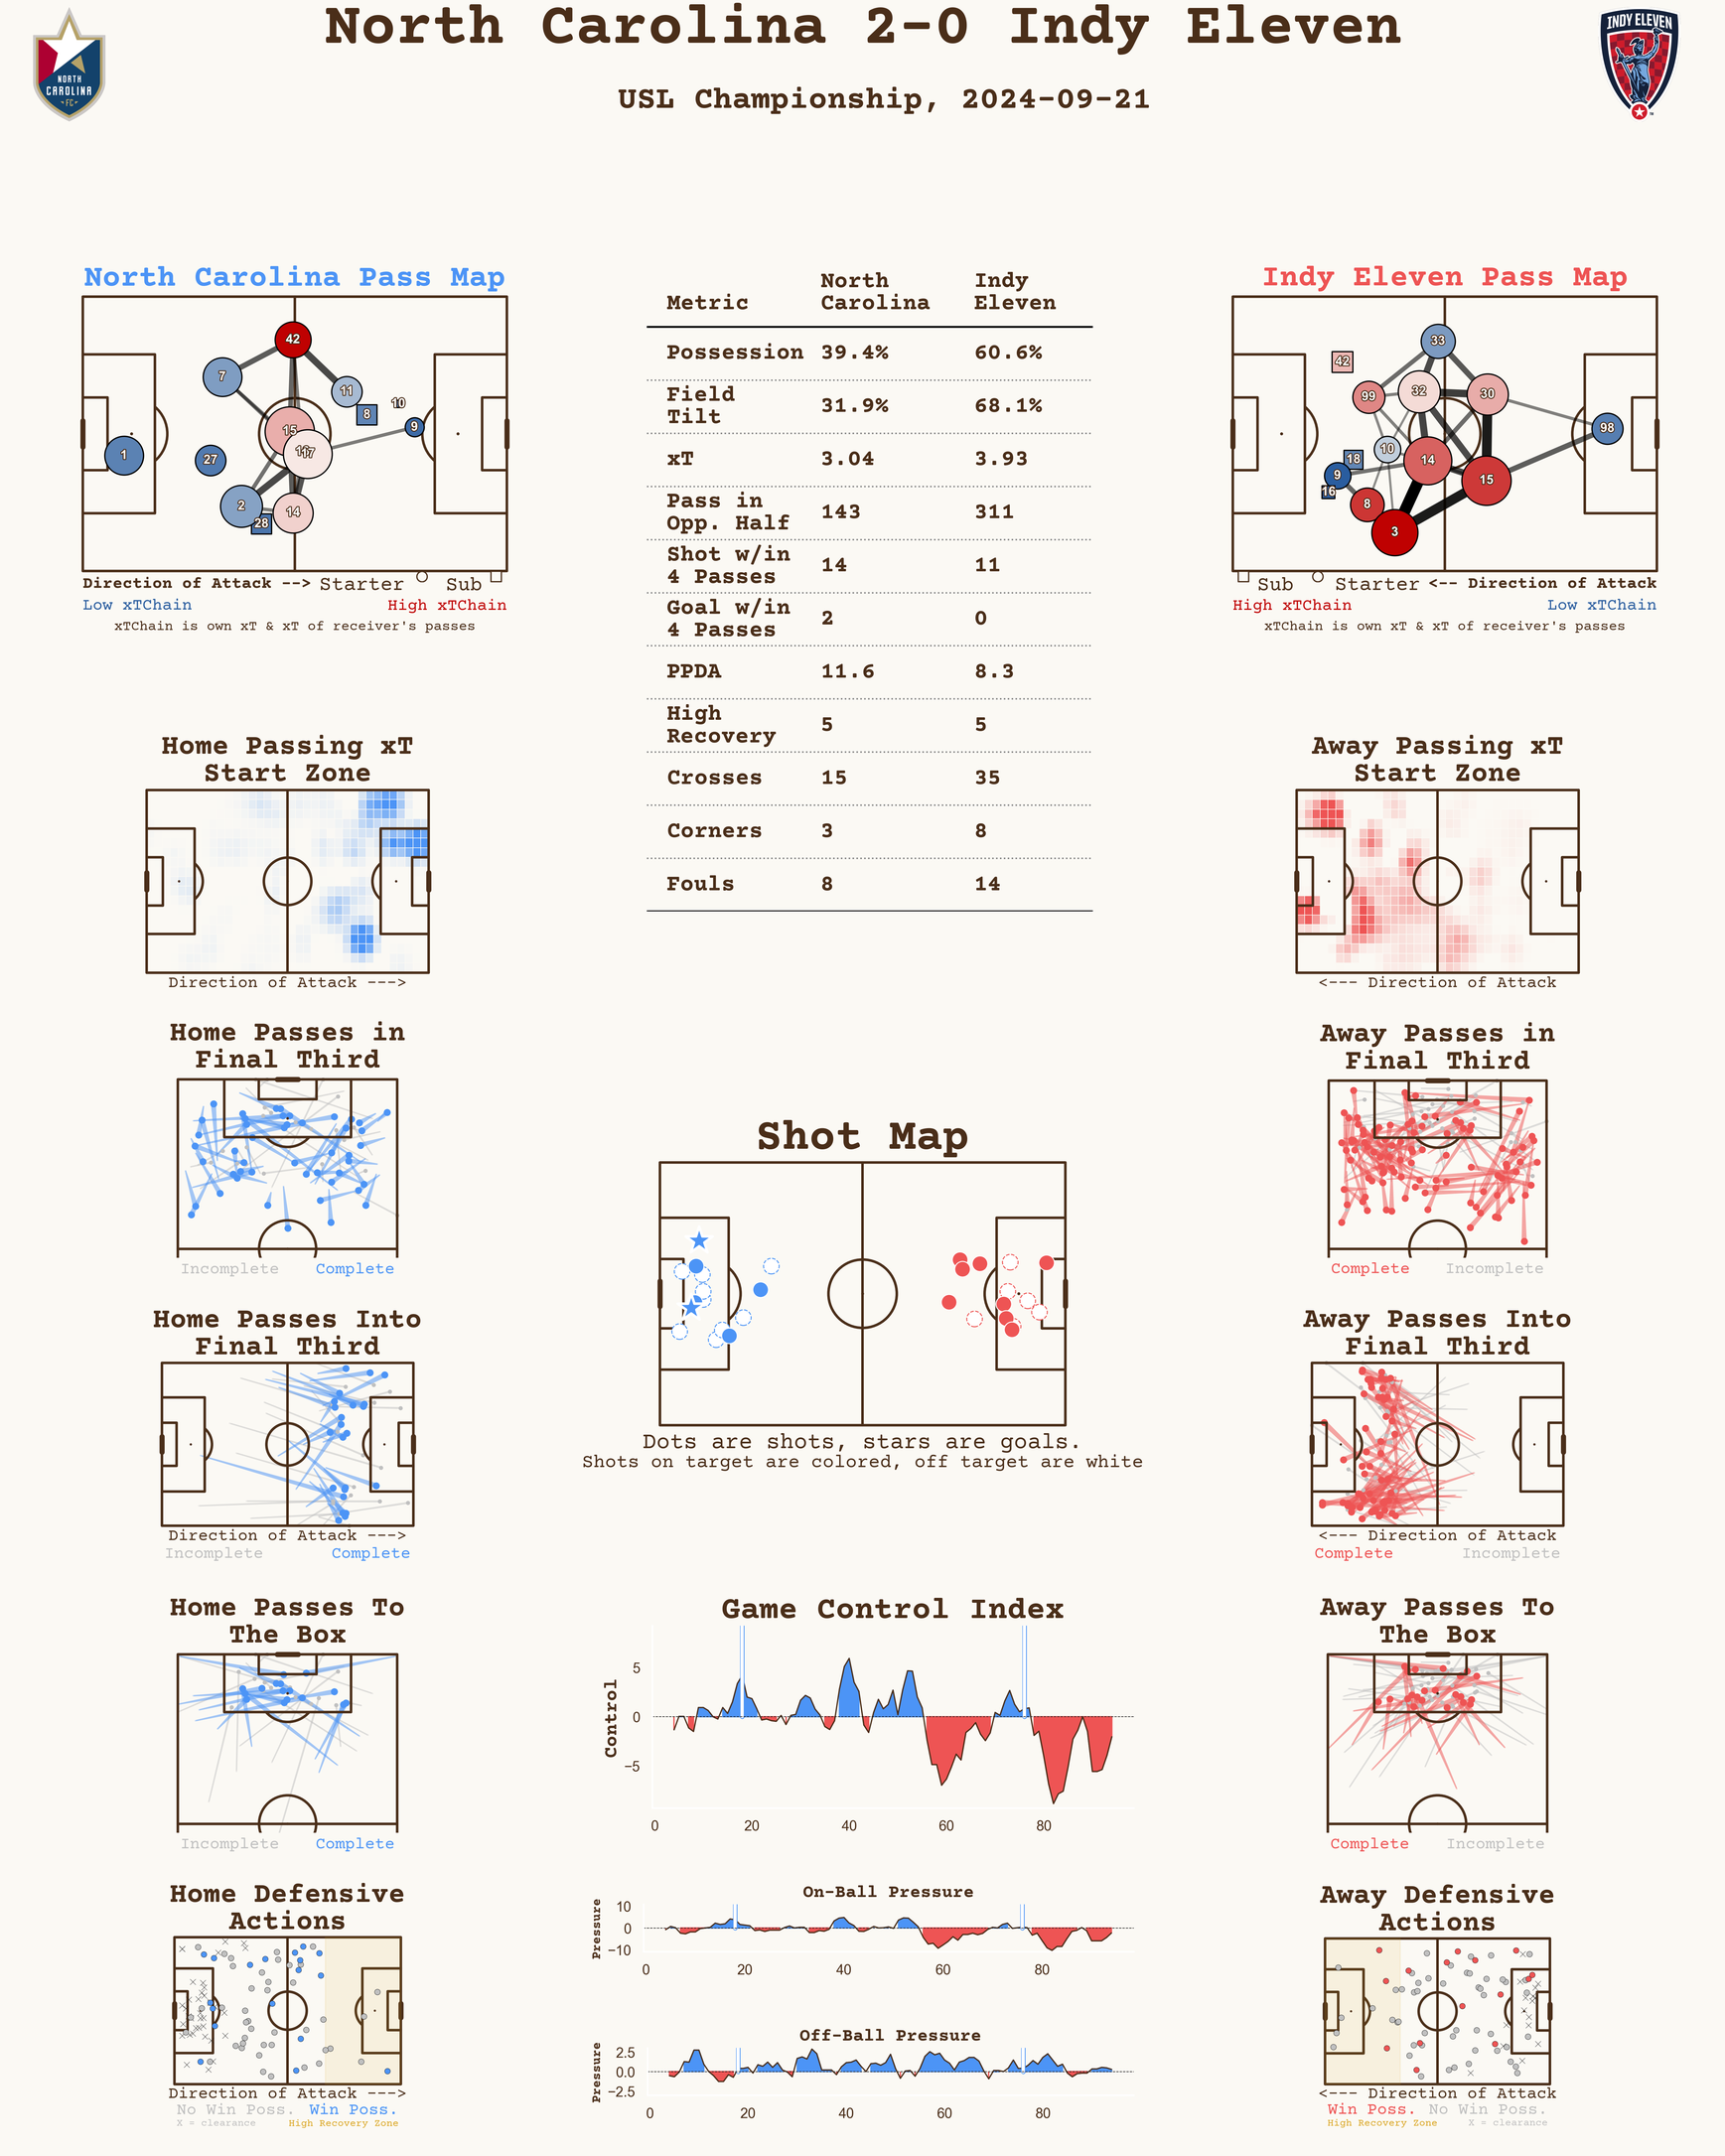 North Carolina 2-0 Indy Eleven
USL Championship, 2024-09-21
NORTH
CAROLINA
FC
INDY ELEVEN
North Carolina Pass Map
42
7
11
10
8
9
15
17
1
27
2
28
14
Direction of Attack --> Starter Sub
Low xTChain High xTChain
xTChain is own xT & xT of receiver's passes
Metric North Carolina Indy Eleven
Possession 39.4% 60.6%
Field Tilt 31.9% 68.1%
xT 3.04 3.93
Pass in Opp. Half 143 311
Shot w/in 4 Passes 14 11
Goal w/in 4 Passes 2 0
PPDA 11.6 8.3
High Recovery 5 5
Crosses 15 35
Corners 3 8
Fouls 8 14
Indy Eleven Pass Map
33
42
99
32
30
98
10
18
14
9
16
15
8
3
Sub Starter <-- Direction of Attack
High xTChain Low xTChain
xTChain is own xT & xT of receiver's passes
Home Passing xT
Start Zone
Direction of Attack --->
Away Passing xT
Start Zone
<--- Direction of Attack
Home Passes in
Final Third
Incomplete Complete
Away Passes in
Final Third
Complete Incomplete
Shot Map
Dots are shots, stars are goals.
Shots on target are colored, off target are white
Home Passes Into
Final Third
Direction of Attack --->
Incomplete Complete
Away Passes Into
Final Third
<--- Direction of Attack
Complete Incomplete
Home Passes To
The Box
Incomplete Complete
Game Control Index
Control
5
0
−5
0 20 40 60 80
Away Passes To
The Box
Complete Incomplete
Home Defensive
Actions
Direction of Attack --->
No Win Poss. Win Poss.
X = clearance High Recovery Zone
On-Ball Pressure
Pressure
10
0
−10
0 20 40 60 80
Off-Ball Pressure
Pressure
2.5
0.0
−2.5
0 20 40 60 80
Away Defensive
Actions
<--- Direction of Attack
Win Poss. No Win Poss.
High Recovery Zone X = clearance